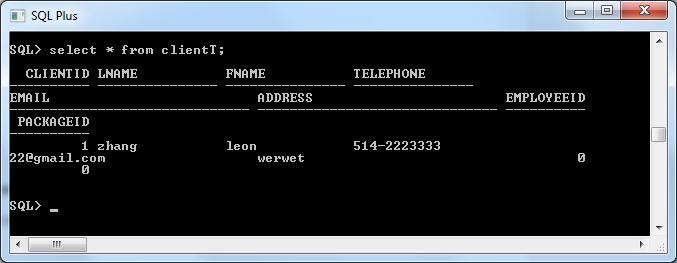 SQL Plus
SQL> select * from clientT;
CLIENTID LNAME FNAME TELEPHONE
EMAIL ADDRESS EMPLOYEEID
PACKAGEID
1 zhang leon 514-2223333
22@gmail.com werwet 0
0
SQL> _